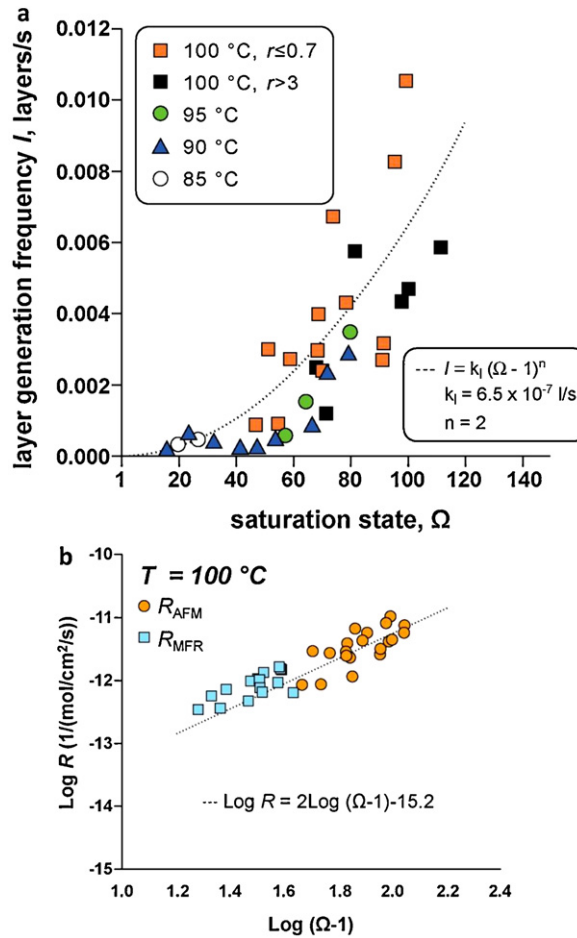 a
0.012
0.010
0.008
0.006
0.004
0.002
0.000
layer generation frequency I, layers/s
100 °C, r≤0.7
100 °C, r>3
95 °C
90 °C
85 °C
I = k_I (Ω - 1)^n
k_I = 6.5 x 10^-7 l/s
n = 2
1 20 40 60 80 100 120 140
saturation state, Ω
b
-10
-11
-12
-13
-14
-15
Log R (1/(mol/cm²/s))
T = 100 °C
R_AFM
R_MFR
Log R = 2Log (Ω-1)-15.2
1.0 1.2 1.4 1.6 1.8 2.0 2.2 2.4
Log (Ω-1)